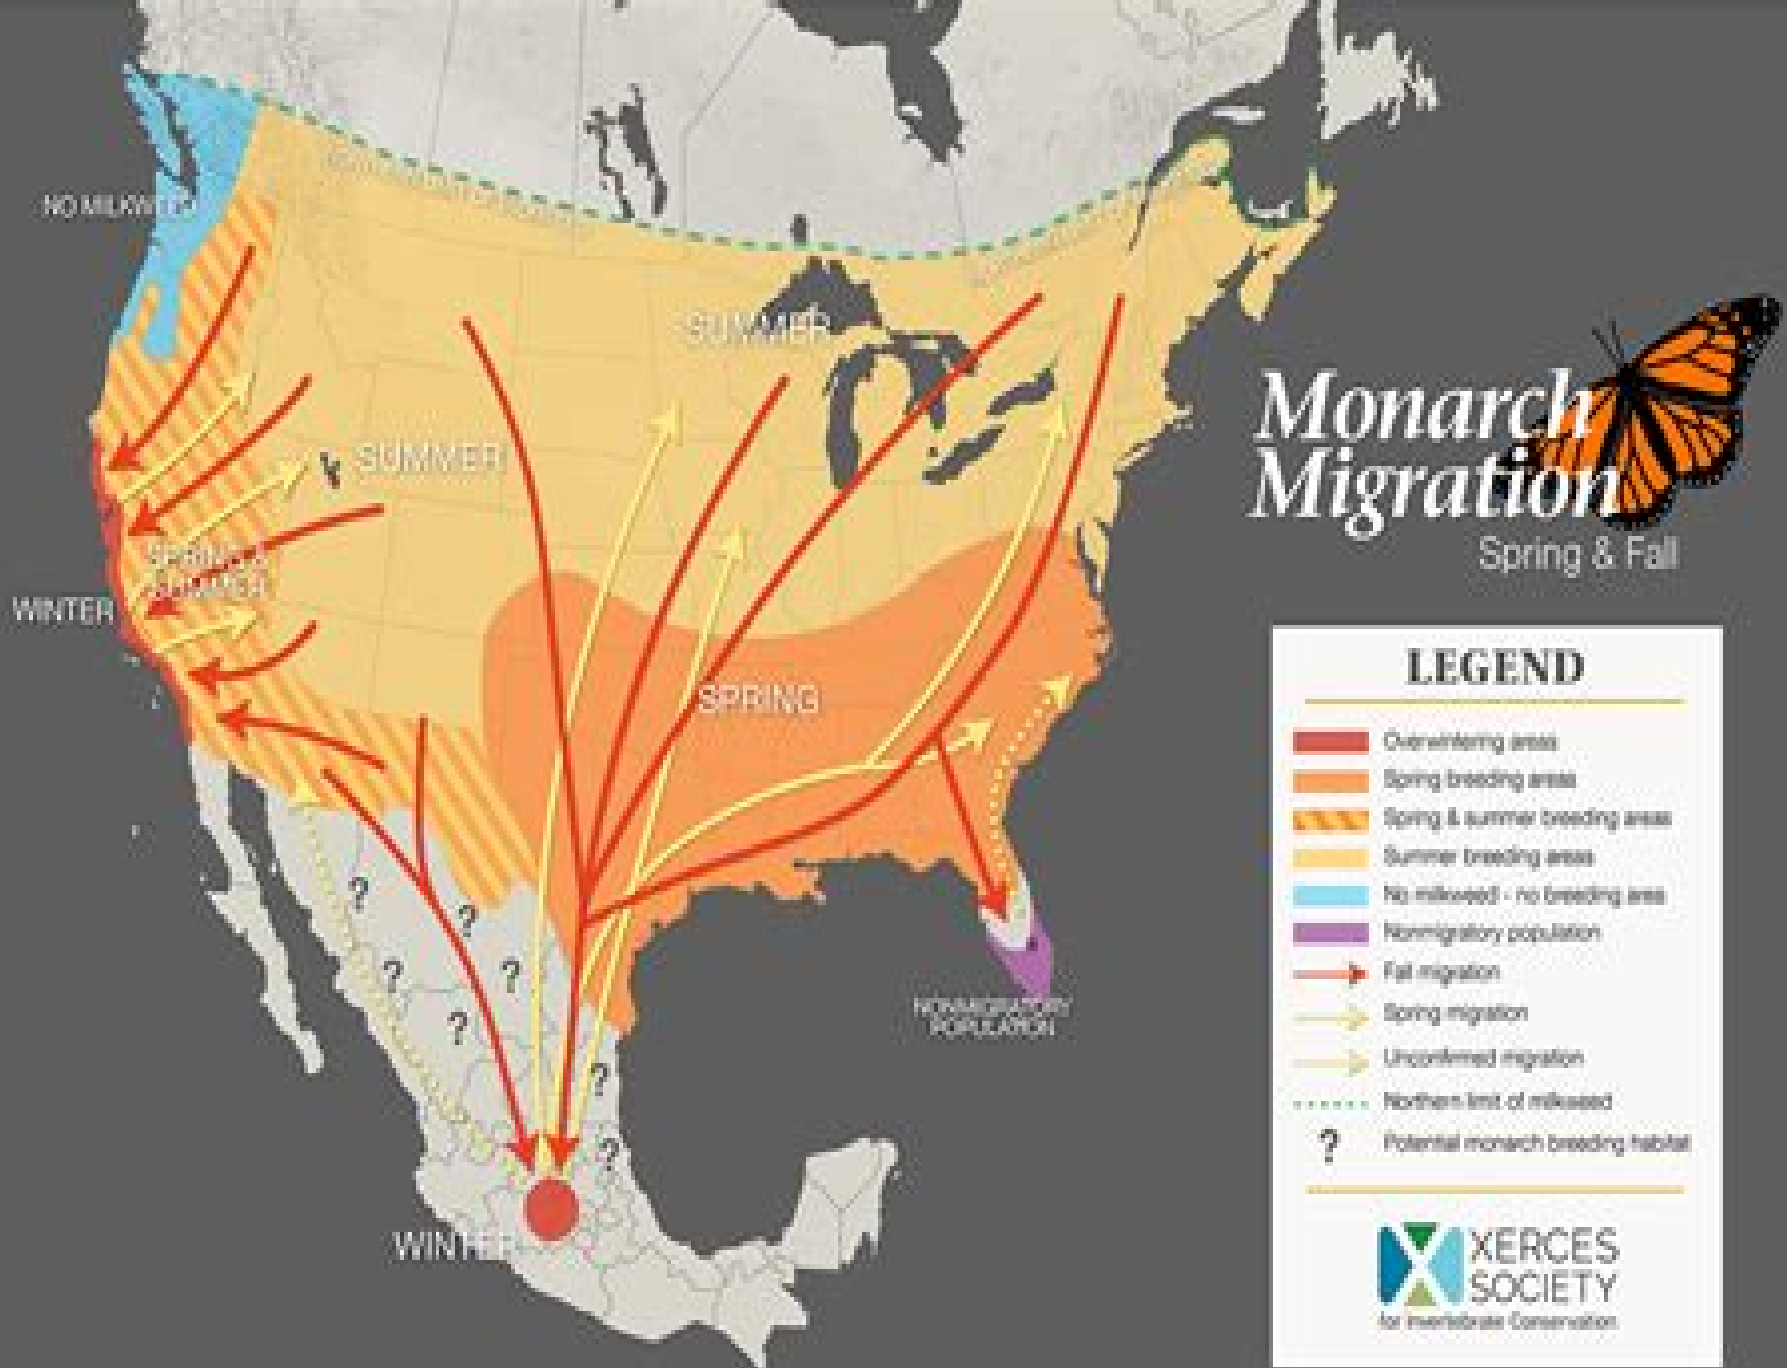 NO MILKWEED
SUMMER
SUMMER
SPRING &
SUMMER
WINTER
SPRING
NONMIGRATORY
POPULATION
WINTER
?
?
?
?
?
?
?
Monarch
Migration
Spring & Fall
LEGEND
Overwintering areas
Spring breeding areas
Spring & summer breeding areas
Summer breeding areas
No milkweed - no breeding area
Nonmigratory population
Fall migration
Spring migration
Unconfirmed migration
Northern limit of milkweed
? Potential monarch breeding habitat
XERCES
SOCIETY
for Invertebrate Conservation